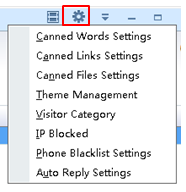 Canned Words Settings
Canned Links Settings
Canned Files Settings
Theme Management
Visitor Category
IP Blocked
Phone Blacklist Settings
Auto Reply Settings